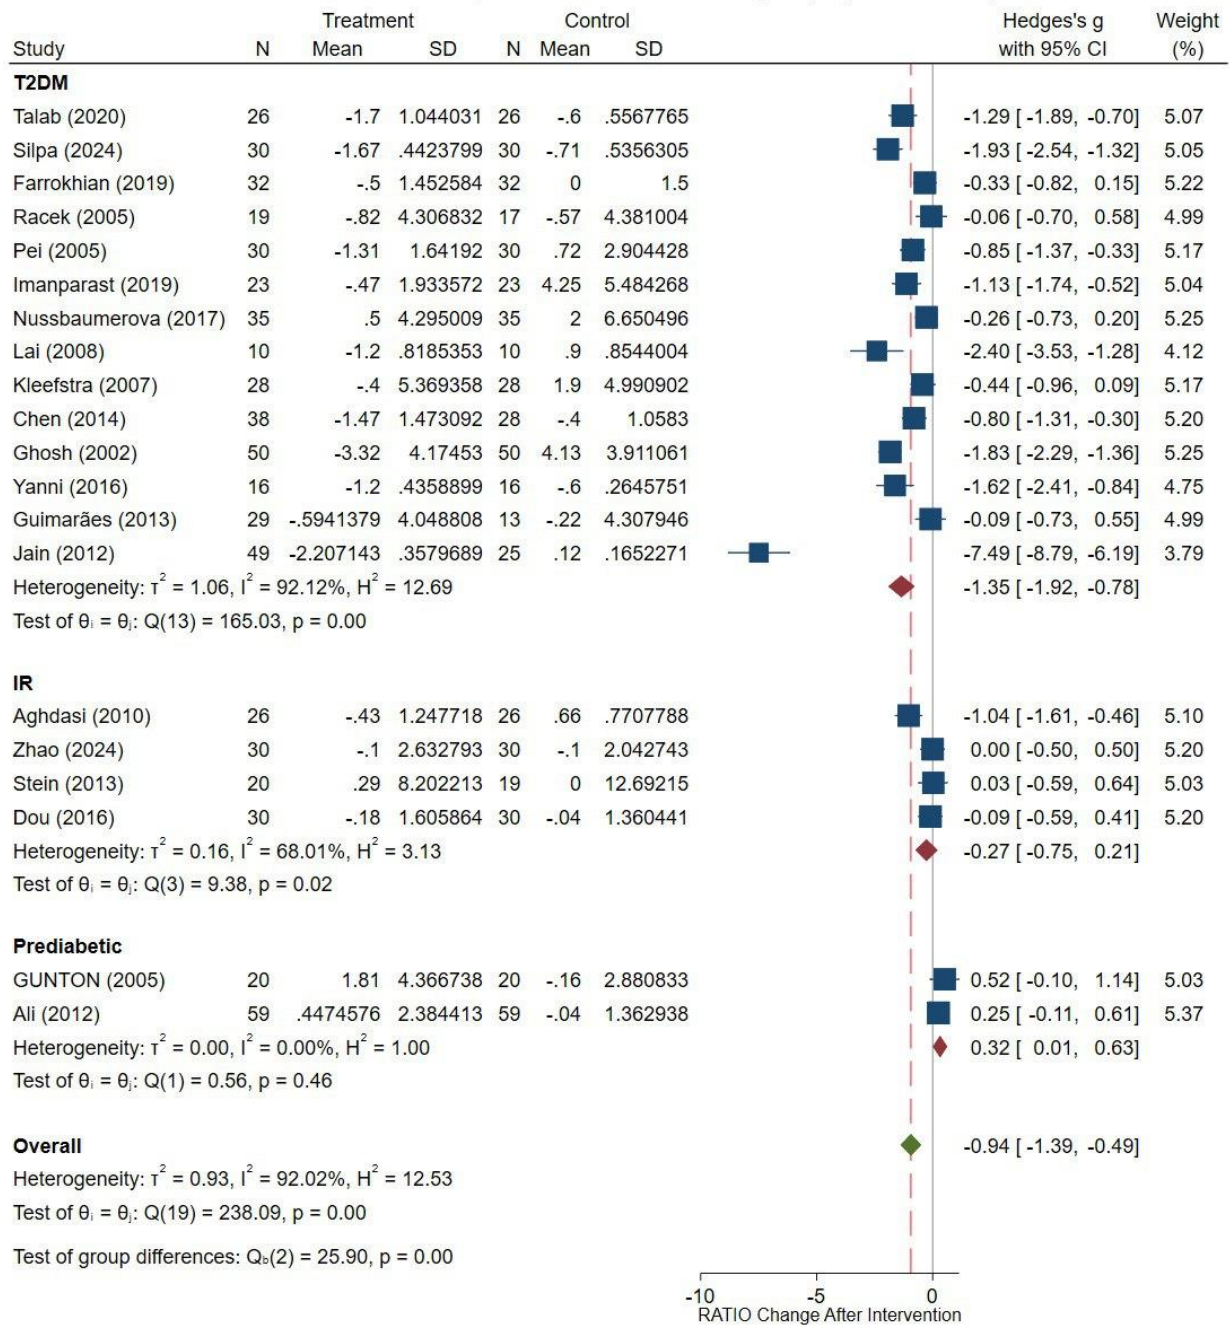 Treatment Control Hedges's g Weight
Study N Mean SD N Mean SD with 95% CI (%)
T2DM
Talab (2020) 26 -1.7 1.044031 26 -.6 .5567765 -1.29 [ -1.89, -0.70] 5.07
Silpa (2024) 30 -1.67 .4423799 30 -.71 .5356305 -1.93 [ -2.54, -1.32] 5.05
Farrokhian (2019) 32 -.5 1.452584 32 0 1.5 -0.33 [ -0.82, 0.15] 5.22
Racek (2005) 19 -.82 4.306832 17 -.57 4.381004 -0.06 [ -0.70, 0.58] 4.99
Pei (2005) 30 -1.31 1.64192 30 .72 2.904428 -0.85 [ -1.37, -0.33] 5.17
Imanparast (2019) 23 -.47 1.933572 23 4.25 5.484268 -1.13 [ -1.74, -0.52] 5.04
Nussbaumerova (2017) 35 .5 4.295009 35 2 6.650496 -0.26 [ -0.73, 0.20] 5.25
Lai (2008) 10 -1.2 .8185353 10 .9 .8544004 -2.40 [ -3.53, -1.28] 4.12
Kleefstra (2007) 28 -.4 5.369358 28 1.9 4.990902 -0.44 [ -0.96, 0.09] 5.17
Chen (2014) 38 -1.47 1.473092 28 -.4 1.0583 -0.80 [ -1.31, -0.30] 5.20
Ghosh (2002) 50 -3.32 4.17453 50 4.13 3.911061 -1.83 [ -2.29, -1.36] 5.25
Yanni (2016) 16 -1.2 .4358899 16 -.6 .2645751 -1.62 [ -2.41, -0.84] 4.75
Guimarães (2013) 29 -.5941379 4.048808 13 -.22 4.307946 -0.09 [ -0.73, 0.55] 4.99
Jain (2012) 49 -2.207143 .3579689 25 .12 .1652271 -7.49 [ -8.79, -6.19] 3.79
Heterogeneity: τ² = 1.06, I² = 92.12%, H² = 12.69 -1.35 [ -1.92, -0.78]
Test of θᵢ = θⱼ: Q(13) = 165.03, p = 0.00
IR
Aghdasi (2010) 26 -.43 1.247718 26 .66 .7707788 -1.04 [ -1.61, -0.46] 5.10
Zhao (2024) 30 -.1 2.632793 30 -.1 2.042743 0.00 [ -0.50, 0.50] 5.20
Stein (2013) 20 .29 8.202213 19 0 12.69215 0.03 [ -0.59, 0.64] 5.03
Dou (2016) 30 -.18 1.605864 30 -.04 1.360441 -0.09 [ -0.59, 0.41] 5.20
Heterogeneity: τ² = 0.16, I² = 68.01%, H² = 3.13 -0.27 [ -0.75, 0.21]
Test of θᵢ = θⱼ: Q(3) = 9.38, p = 0.02
Prediabetic
GUNTON (2005) 20 1.81 4.366738 20 -.16 2.880833 0.52 [ -0.10, 1.14] 5.03
Ali (2012) 59 .4474576 2.384413 59 -.04 1.362938 0.25 [ -0.11, 0.61] 5.37
Heterogeneity: τ² = 0.00, I² = 0.00%, H² = 1.00 0.32 [ 0.01, 0.63]
Test of θᵢ = θⱼ: Q(1) = 0.56, p = 0.46
Overall -0.94 [ -1.39, -0.49]
Heterogeneity: τ² = 0.93, I² = 92.02%, H² = 12.53
Test of θᵢ = θⱼ: Q(19) = 238.09, p = 0.00
Test of group differences: Q_b(2) = 25.90, p = 0.00
-10 -5 0
RATIO Change After Intervention